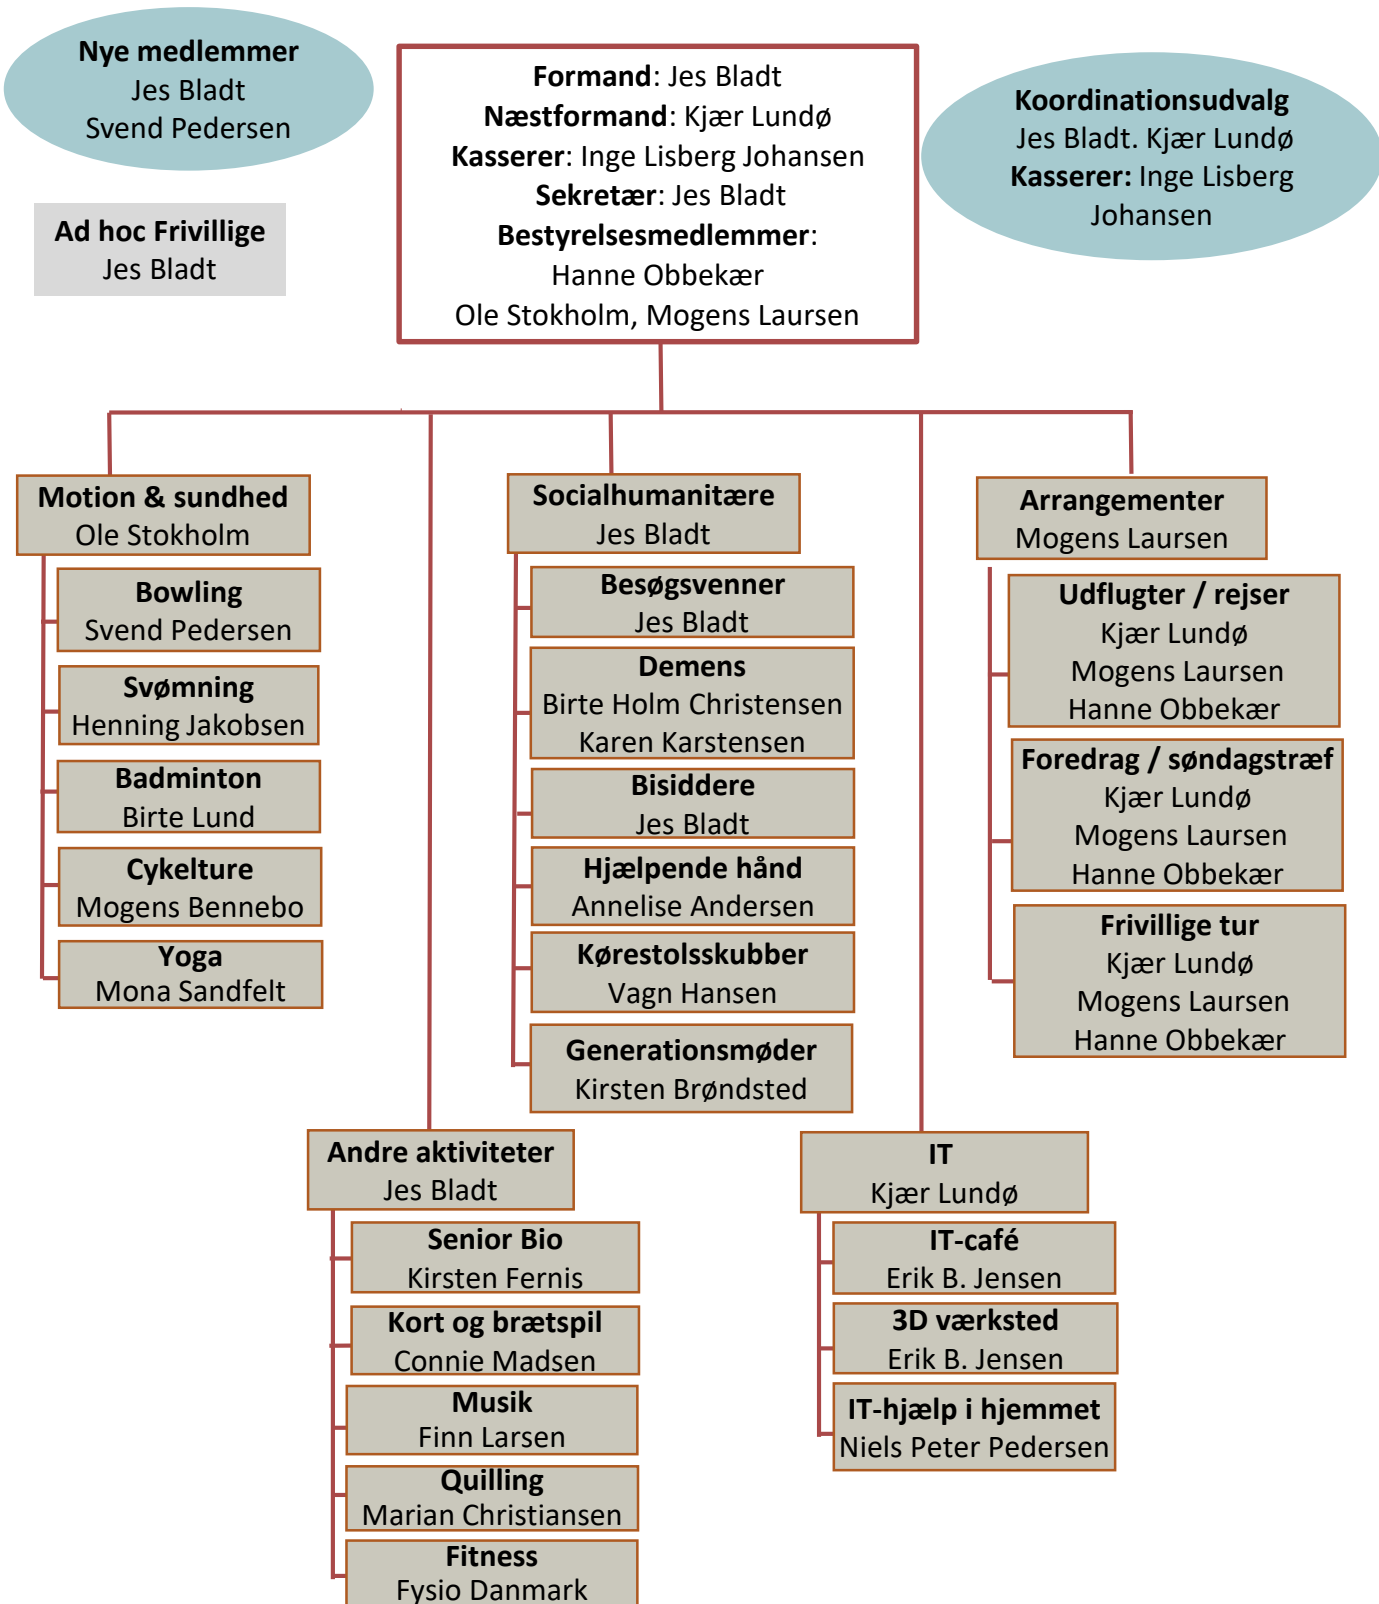 Nye medlemmer
Jes Bladt
Svend Pedersen
Formand: Jes Bladt
Næstformand: Kjær Lundø
Kasserer: Inge Lisberg Johansen
Sekretær: Jes Bladt
Bestyrelsesmedlemmer:
Hanne Obbekær
Ole Stokholm, Mogens Laursen
Koordinationsudvalg
Jes Bladt. Kjær Lundø
Kasserer: Inge Lisberg
Johansen
Ad hoc Frivillige
Jes Bladt
Motion & sundhed
Ole Stokholm
Bowling
Svend Pedersen
Svømning
Henning Jakobsen
Badminton
Birte Lund
Cykelture
Mogens Bennebo
Yoga
Mona Sandfelt
Socialhumanitære
Jes Bladt
Besøgsvenner
Jes Bladt
Demens
Birte Holm Christensen
Karen Karstensen
Bisiddere
Jes Bladt
Hjælpende hånd
Annelise Andersen
Kørestolsskubber
Vagn Hansen
Generationsmøder
Kirsten Brøndsted
Arrangementer
Mogens Laursen
Udflugter / rejser
Kjær Lundø
Mogens Laursen
Hanne Obbekær
Foredrag / søndagstræf
Kjær Lundø
Mogens Laursen
Hanne Obbekær
Frivillige tur
Kjær Lundø
Mogens Laursen
Hanne Obbekær
Andre aktiviteter
Jes Bladt
Senior Bio
Kirsten Fernis
Kort og brætspil
Connie Madsen
Musik
Finn Larsen
Quilling
Marian Christiansen
Fitness
Fysio Danmark
IT
Kjær Lundø
IT-café
Erik B. Jensen
3D værksted
Erik B. Jensen
IT-hjælp i hjemmet
Niels Peter Pedersen